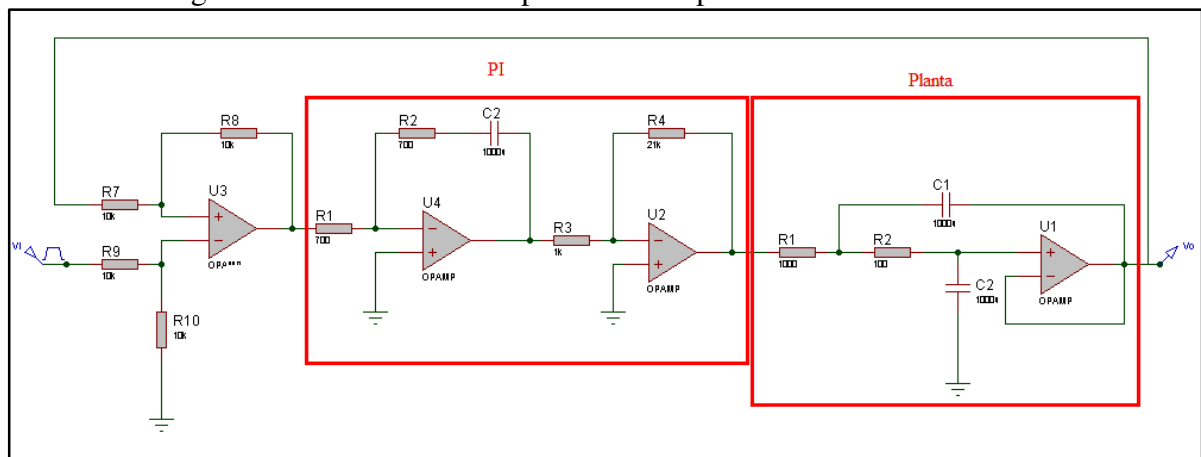 PI
Planta
R8
10k
R2
700
C2
1000u
R4
21k
R7
10k
U3
R1
700
U4
R3
1k
U2
C1
1000u
R1
1000
R2
100
U1
VI
R9
10k
OPAMP
OPAMP
OPAMP
C2
1000u
OPAMP
Vo
R10
10k